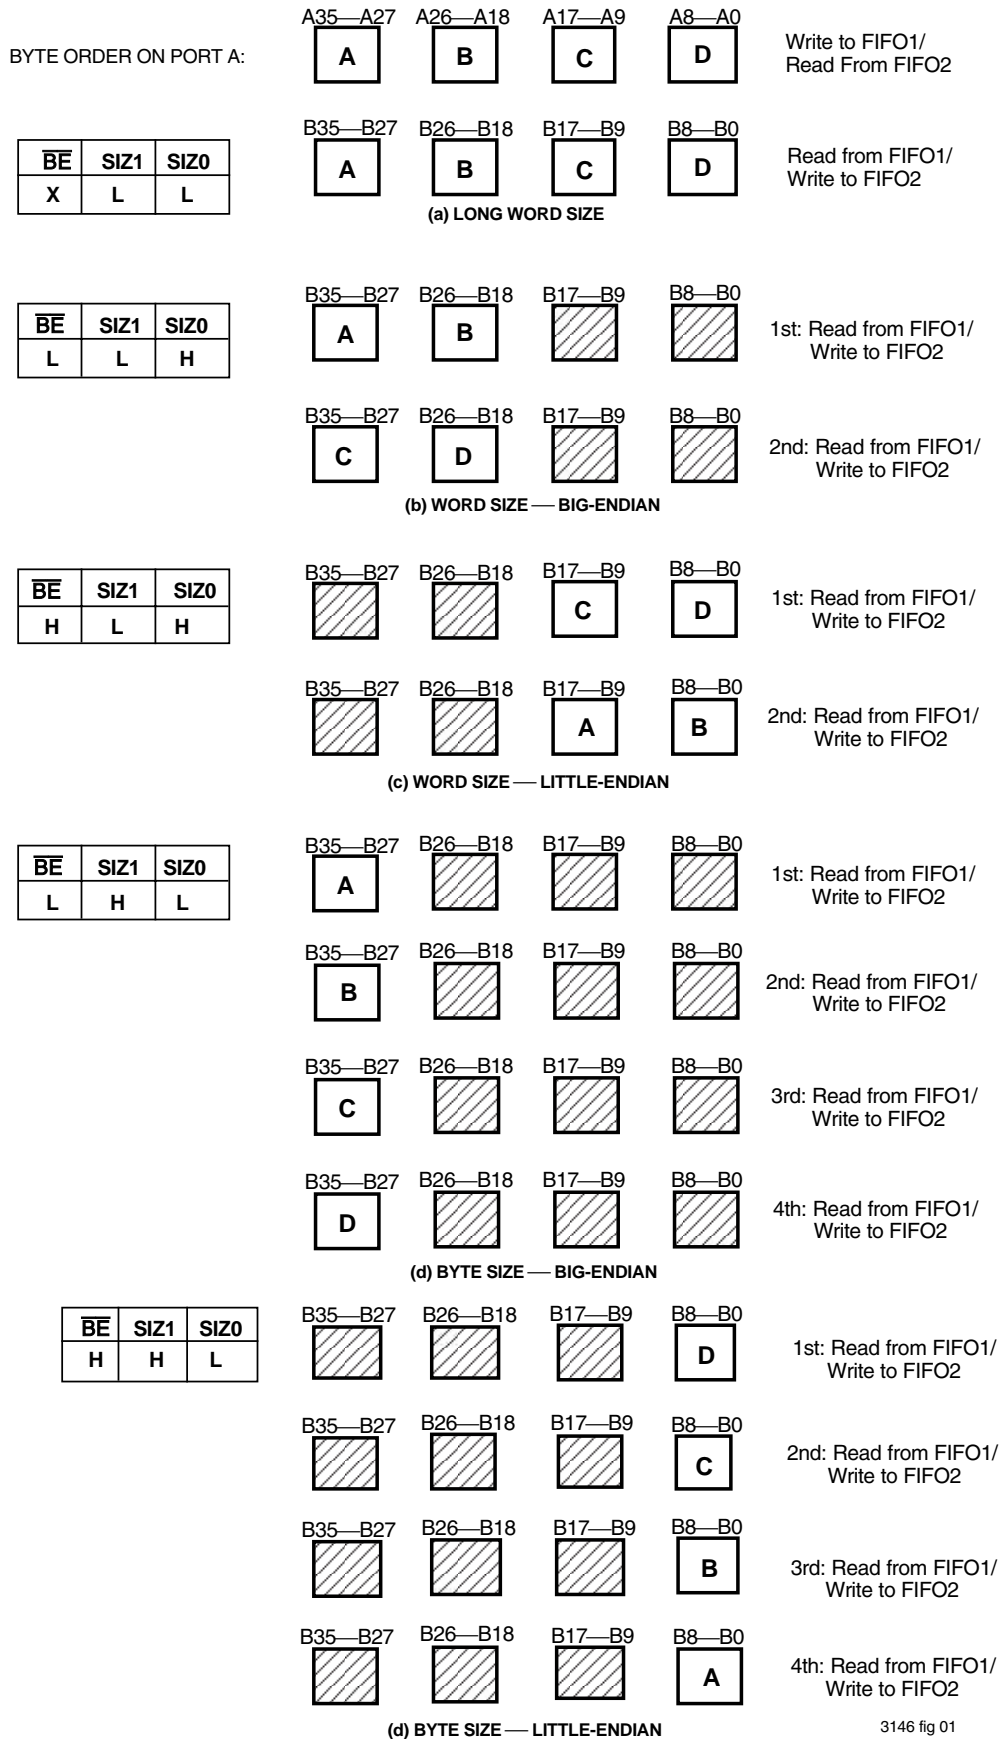 A35—A27 A26—A18 A17—A9 A8—A0
BYTE ORDER ON PORT A: A B C D Write to FIFO1/
Read From FIFO2
B35—B27 B26—B18 B17—B9 B8—B0
BE SIZ1 SIZ0 A B C D Read from FIFO1/
X L L Write to FIFO2
(a) LONG WORD SIZE
B35—B27 B26—B18 B17—B9 B8—B0
BE SIZ1 SIZ0 A B 1st: Read from FIFO1/
L L H Write to FIFO2
B35—B27 B26—B18 B17—B9 B8—B0
C D 2nd: Read from FIFO1/
Write to FIFO2
(b) WORD SIZE — BIG-ENDIAN
B35—B27 B26—B18 B17—B9 B8—B0
BE SIZ1 SIZ0 C D 1st: Read from FIFO1/
H L H Write to FIFO2
B35—B27 B26—B18 B17—B9 B8—B0
A B 2nd: Read from FIFO1/
Write to FIFO2
(c) WORD SIZE — LITTLE-ENDIAN
B35—B27 B26—B18 B17—B9 B8—B0
BE SIZ1 SIZ0 A 1st: Read from FIFO1/
L H L Write to FIFO2
B35—B27 B26—B18 B17—B9 B8—B0
B 2nd: Read from FIFO1/
Write to FIFO2
B35—B27 B26—B18 B17—B9 B8—B0
C 3rd: Read from FIFO1/
Write to FIFO2
B35—B27 B26—B18 B17—B9 B8—B0
D 4th: Read from FIFO1/
Write to FIFO2
(d) BYTE SIZE — BIG-ENDIAN
B35—B27 B26—B18 B17—B9 B8—B0
BE SIZ1 SIZ0 D 1st: Read from FIFO1/
H H L Write to FIFO2
B35—B27 B26—B18 B17—B9 B8—B0
C 2nd: Read from FIFO1/
Write to FIFO2
B35—B27 B26—B18 B17—B9 B8—B0
B 3rd: Read from FIFO1/
Write to FIFO2
B35—B27 B26—B18 B17—B9 B8—B0
A 4th: Read from FIFO1/
Write to FIFO2
(d) BYTE SIZE — LITTLE-ENDIAN
3146 fig 01